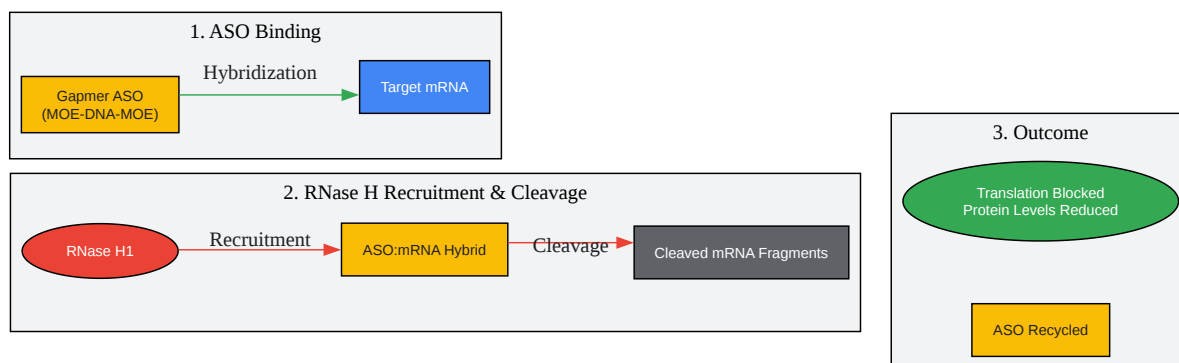 1. ASO Binding
Hybridization
Gapmer ASO
(MOE-DNA-MOE)
Target mRNA
2. RNase H Recruitment & Cleavage
RNase H1
Recruitment
ASO:mRNA Hybrid
Cleavage
Cleaved mRNA Fragments
3. Outcome
Translation Blocked
Protein Levels Reduced
ASO Recycled